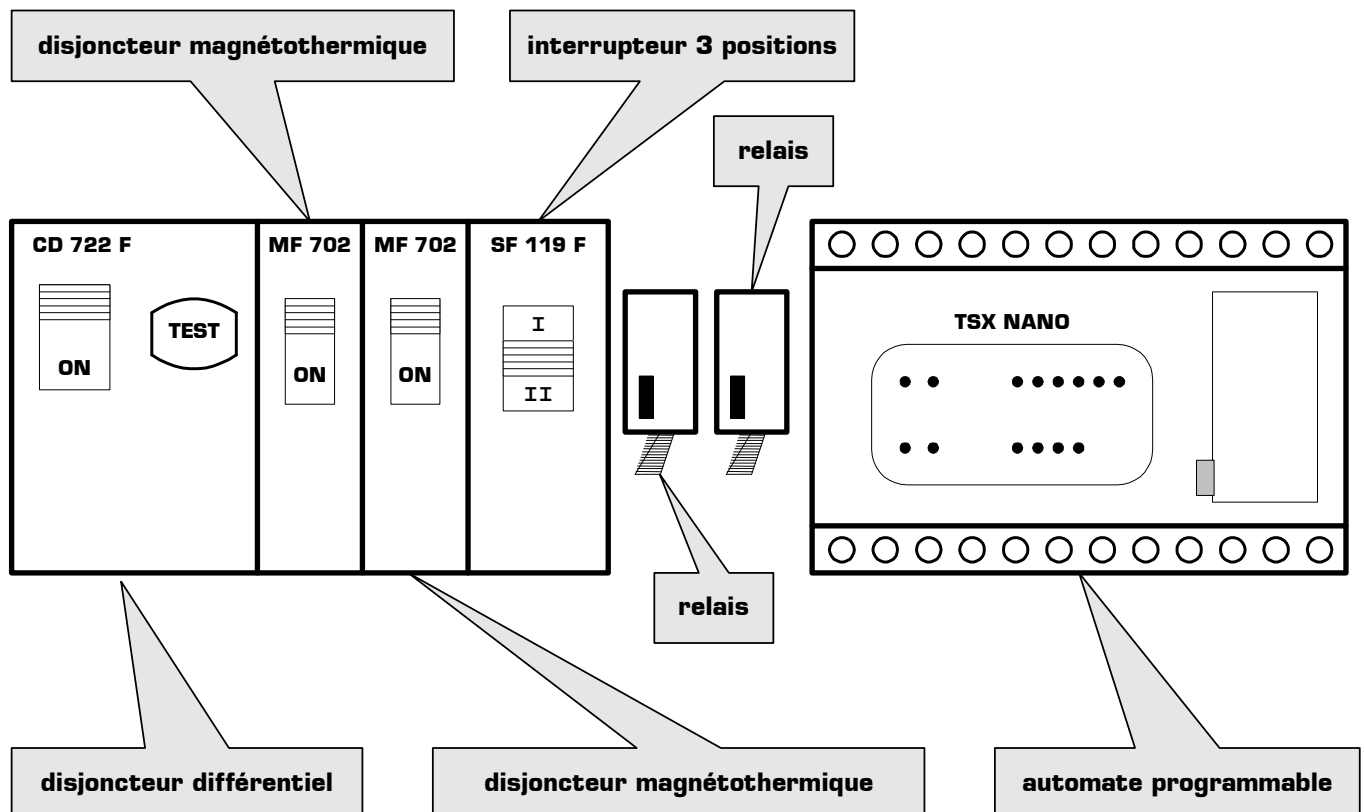 disjoncteur magnétothermique
interrupteur 3 positions
relais
CD 722 F
MF 702
MF 702
SF 119 F
TEST
ON
ON
ON
I
II
TSX NANO
relais
disjoncteur différentiel
disjoncteur magnétothermique
automate programmable